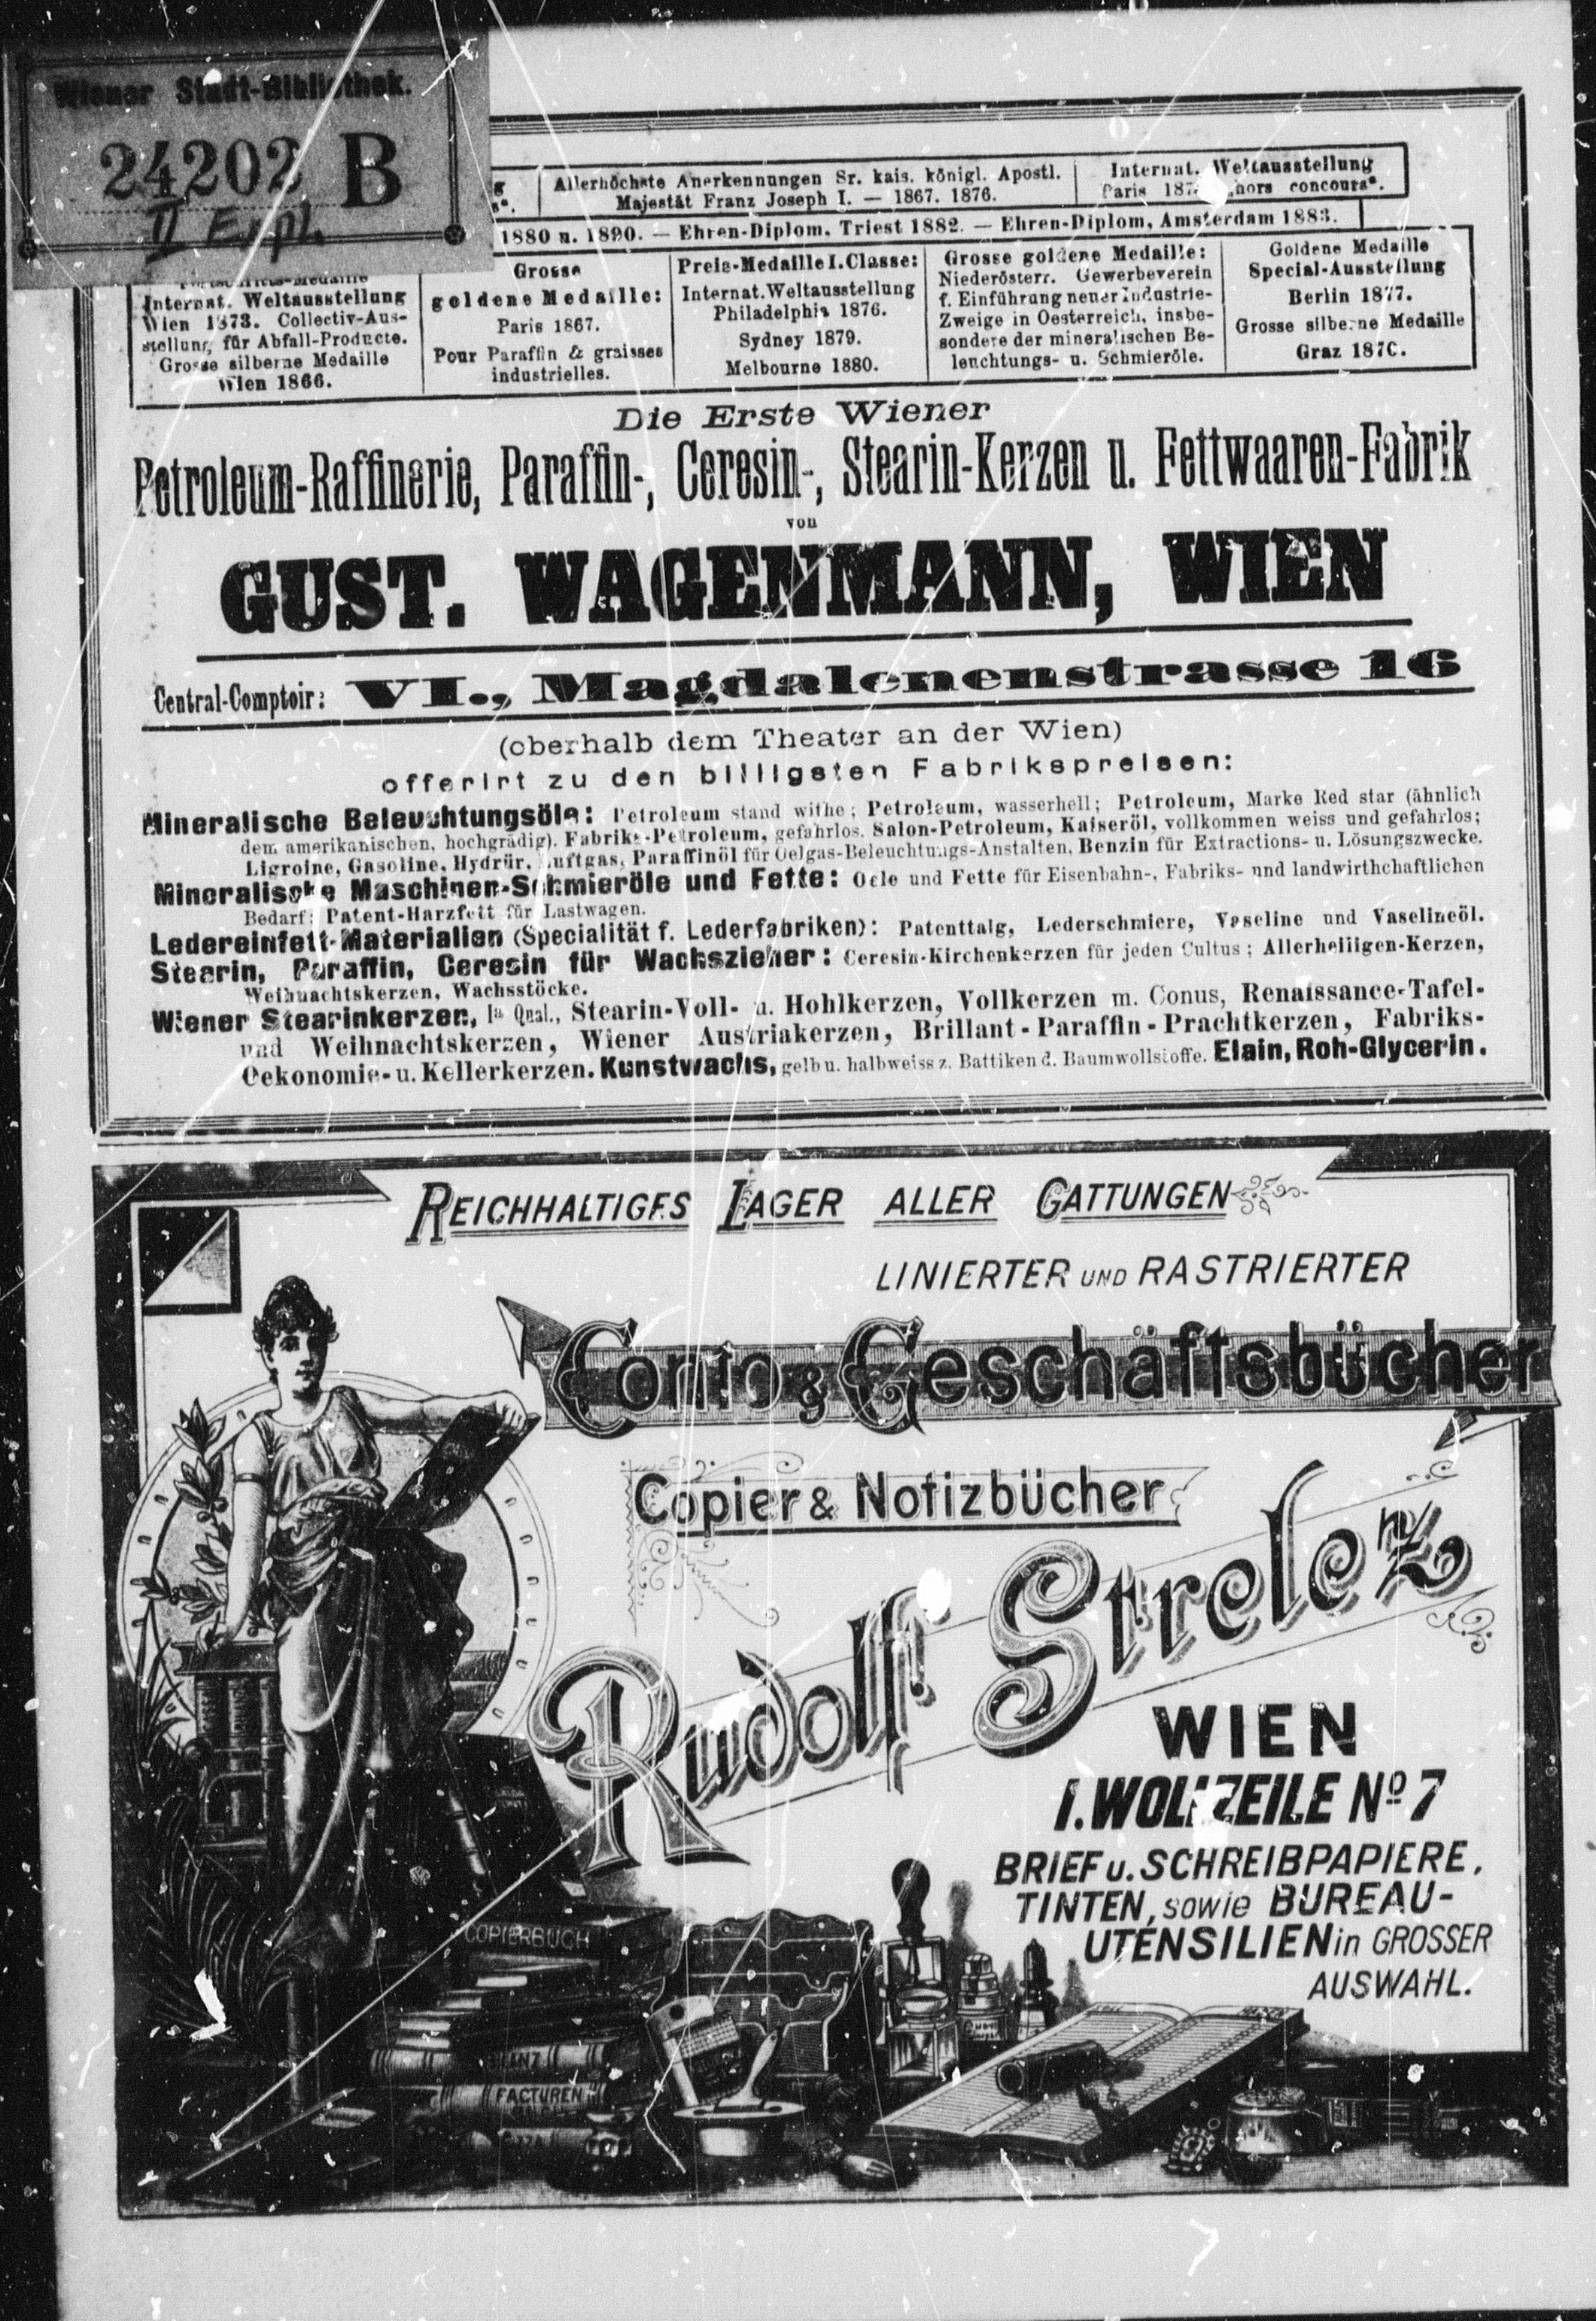 Wiener Stadt-Bibliothek.
24202 B
II Expl.
Allerhöchste Anerkennungen Sr. kais. königl. Apostl.
Majestät Franz Joseph I. — 1867. 1876.
Internat. Weltausstellung
Paris hors concours".
1880 u. 1890. — Ehren-Diplom, Triest 1882. — Ehren-Diplom, Amsterdam 1883.
Internat. Weltausstellung
Wien 1873. Collectiv-Aus-
stellung für Abfall-Producte.
Grosse silberne Medaille
Wien 1866.
Grosse
goldene Medaille:
Paris 1867.
Pour Paraffin & graisses
industrielles.
Preis-Medaille I. Classe:
Internat. Weltausstellung
Philadelphia 1876.
Sydney 1879.
Melbourne 1880.
Grosse goldene Medaille:
Niederösterr. Gewerbeverein
f. Einführung neuer Industrie-
Zweige in Oesterreich, insbe-
sondere der mineralischen Be-
leuchtungs- u. Schmieröle.
Goldene Medaille
Special-Ausstellung
Berlin 1877.
Grosse silberne Medaille
Graz 1870.
Die Erste Wiener
Petroleum-Raffinerie, Paraffin-, Ceresin-, Stearin-Kerzen u. Fettwaaren-Fabrik
von
GUST. WAGENMANN, WIEN
Central-Comptoir: VI., Magdalenenstrasse 16
(oberhalb dem Theater an der Wien)
offerirt zu den billigsten Fabrikspreisen:
Mineralische Beleuchtungsöle: Petroleum stand withe; Petroleum, wasserhell; Petroleum, Marke Red star (ähnlich
dem amerikanischen, hochgrädig). Fabriks-Petroleum, gefahrlos. Salon-Petroleum, Kaiseröl, vollkommen weiss und gefahrlos;
Ligroine, Gasoline, Hydrür, Luftgas, Paraffinöl für Oelgas-Beleuchtungs-Anstalten, Benzin für Extractions- u. Lösungszwecke.
Mineralische Maschinen-Schmieröle und Fette: Oele und Fette für Eisenbahn-, Fabriks- und landwirthchaftlichen
Bedarf; Patent-Harzfett für Lastwagen.
Ledereinfett-Materialien (Specialität f. Lederfabriken): Patenttalg, Lederschmiere, Vaseline und Vaselineöl.
Stearin, Paraffin, Ceresin für Wachszieher: Ceresin-Kirchenkerzen für jeden Cultus; Allerheiligen-Kerzen,
Weihnachtskerzen, Wachsstöcke.
Wiener Stearinkerzen, Ia Qual., Stearin-Voll- u. Hohlkerzen, Vollkerzen m. Conus, Renaissance-Tafel-
und Weihnachtskerzen, Wiener Austriakerzen, Brillant-Paraffin-Prachtkerzen, Fabriks-
Oekonomie- u. Kellerkerzen. Kunstwachs, gelb u. halbweiss z. Battiken d. Baumwollstoffe. Elain, Roh-Glycerin.
REICHHALTIGES LAGER ALLER GATTUNGEN
LINIERTER UND RASTRIERTER
Conto & Geschäftsbücher
Copier & Notizbücher
Rudolf Strelez
WIEN
I. WOLLZEILE No 7
BRIEF u. SCHREIBPAPIERE,
TINTEN, sowie BUREAU-
UTENSILIEN in GROSSER
AUSWAHL.
COPIERBUCH
FACTUREN